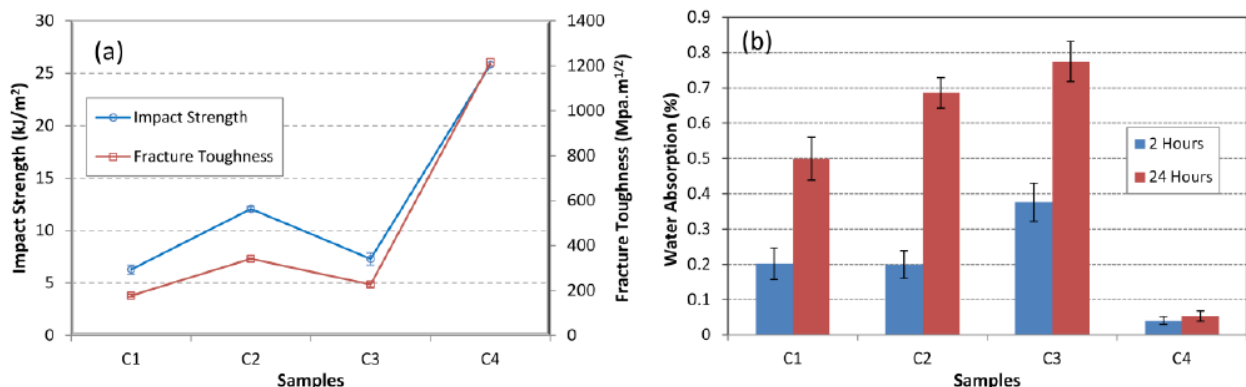 (a)
Impact Strength (kJ/m²)
30
25
20
15
10
5
0
Impact Strength
Fracture Toughness
1400
1200
1000
800
600
400
200
0
Fracture Toughness (Mpa.m¹/²)
C1 C2 C3 C4
Samples
(b)
Water Absorption (%)
0.9
0.8
0.7
0.6
0.5
0.4
0.3
0.2
0.1
0
2 Hours
24 Hours
C1 C2 C3 C4
Samples